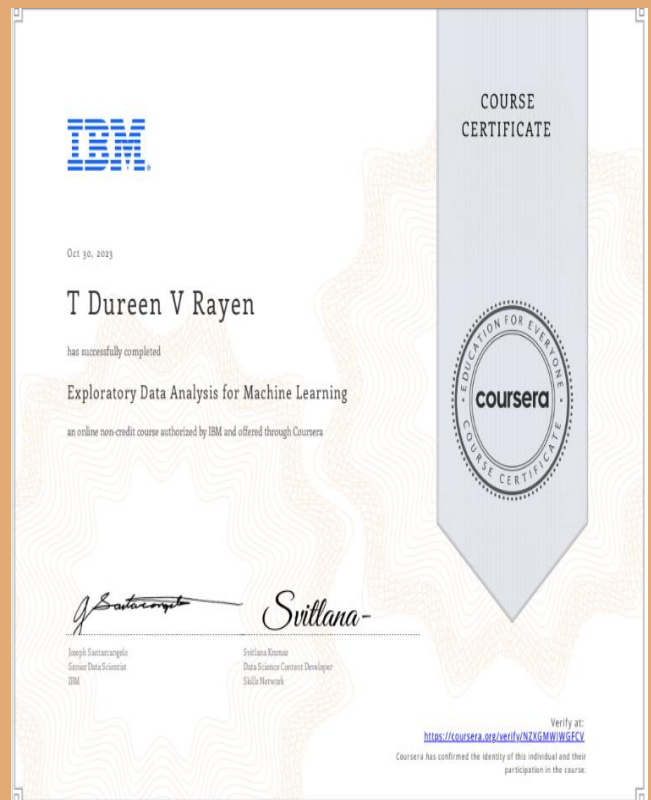 COURSE
CERTIFICATE
IBM
Oct 30, 2023
T Dureen V Rayen
has successfully completed
Exploratory Data Analysis for Machine Learning
an online non-credit course authorized by IBM and offered through Coursera
EDUCATION FOR EVERYONE
coursera
COURSE CERTIFICATE
Svitlana
Joseph Santarcangelo
Senior Data Scientist
IBM
Svitlana Kramar
Data Science Content Developer
Skills Network
Verify at:
https://coursera.org/verify/NZXGMWJWGFCV
Coursera has confirmed the identity of this individual and their
participation in the course.